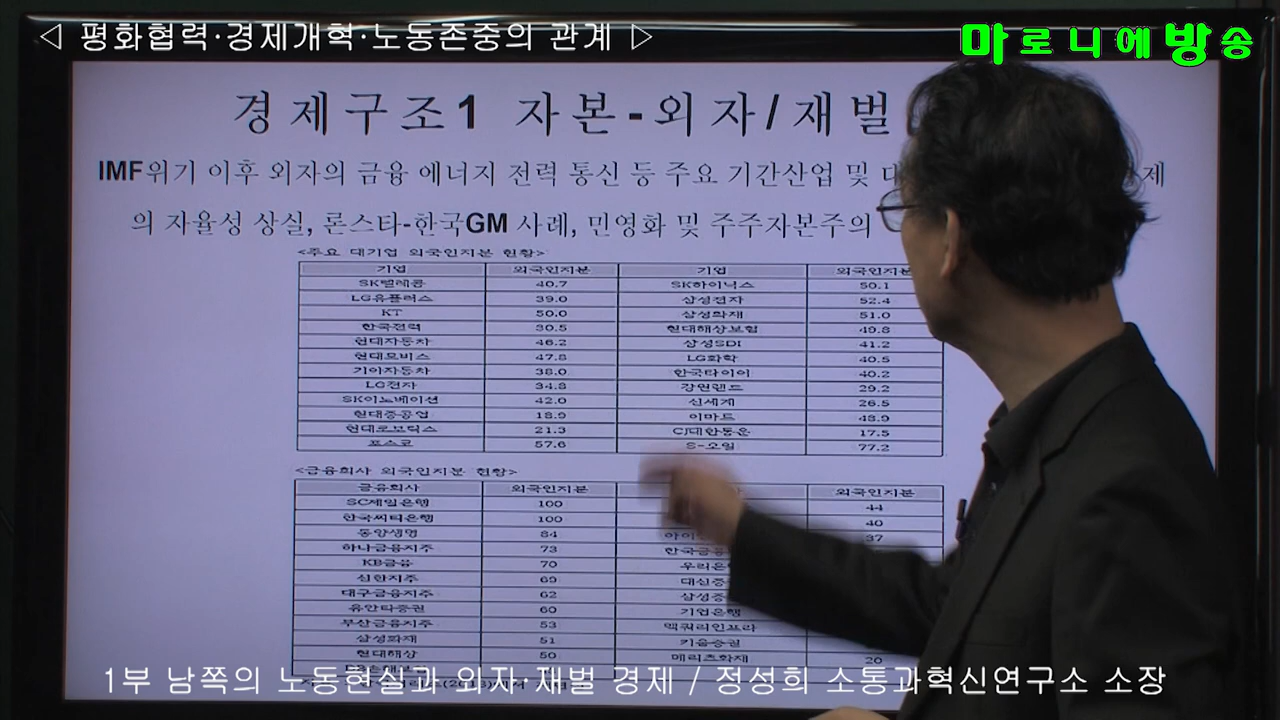 ◁ 평화협력·경제개혁·노동존중의 관계 ▷
마로니에방송
경제구조1 자본-외자/재벌
IMF위기 이후 외자의 금융 에너지 전력 통신 등 주요 기간산업 및 대
의 자율성 상실, 론스타-한국GM 사례, 민영화 및 주주자본주의
<주요 대기업 외국인지분 현황>
기업 외국인지분 기업 외국인지분
SK텔레콤 40.7 SK하이닉스 50.1
LG유플러스 39.0 삼성전자 52.4
KT 50.0 삼성화재 51.0
한국전력 30.5 현대해상보험 49.8
현대자동차 46.2 삼성SDI 41.2
현대모비스 47.8 LG화학 40.5
기아자동차 38.0 한국타이어 40.2
LG전자 34.8 강원랜드 29.2
SK이노베이션 42.0 신세계 26.5
현대중공업 18.9 이마트 48.9
현대로보틱스 21.3 CJ대한통운 17.5
포스코 57.6 S-오일 77.2
<금융회사 외국인지분 현황>
금융회사 외국인지분 외국인지분
SC제일은행 100 44
한국씨티은행 100 40
동양생명 84 37
하나금융지주 73 한국금융
KB금융 70 우리은행
신한지주 69 대신증
대구금융지주 62 삼성증
유안타증권 60 기업은행
부산금융지주 53 맥쿼리인프라
삼성화재 51 키움증권
현대해상 50 메리츠화재 20
1부 남쪽의 노동현실과 외자·재벌 경제 / 정성희 소통과혁신연구소 소장